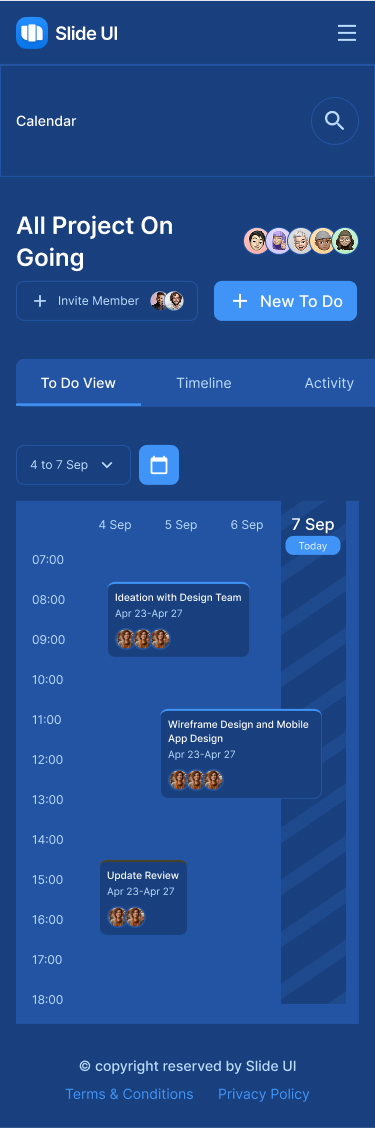 Slide UI
Calendar
All Project On
Going
Invite Member
New To Do
To Do View
Timeline
Activity
4 to 7 Sep
4 Sep
5 Sep
6 Sep
7 Sep
Today
07:00
08:00
09:00
10:00
11:00
12:00
13:00
14:00
15:00
16:00
17:00
18:00
Ideation with Design Team
Apr 23-Apr 27
Wireframe Design and Mobile
App Design
Apr 23-Apr 27
Update Review
Apr 23-Apr 27
© copyright reserved by Slide UI
Terms & Conditions
Privacy Policy